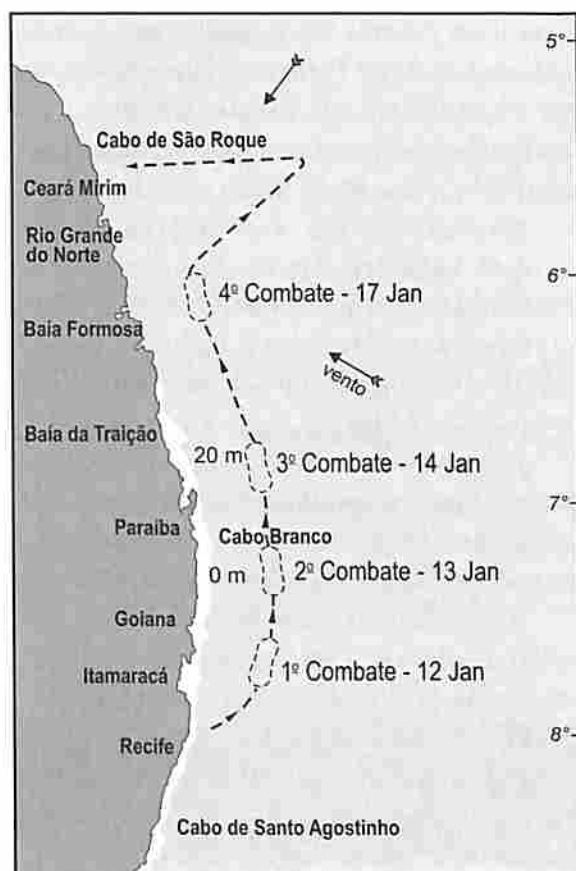 5°
Cabo de São Roque
Ceará Mirim
Rio Grande
do Norte
6°
4º Combate - 17 Jan
Baía Formosa
vento
Baía da Traição
20 m
3º Combate - 14 Jan
7°
Paraíba
Cabo Branco
0 m
2º Combate - 13 Jan
Goiana
Itamaracá
1º Combate - 12 Jan
8°
Recife
Cabo de Santo Agostinho